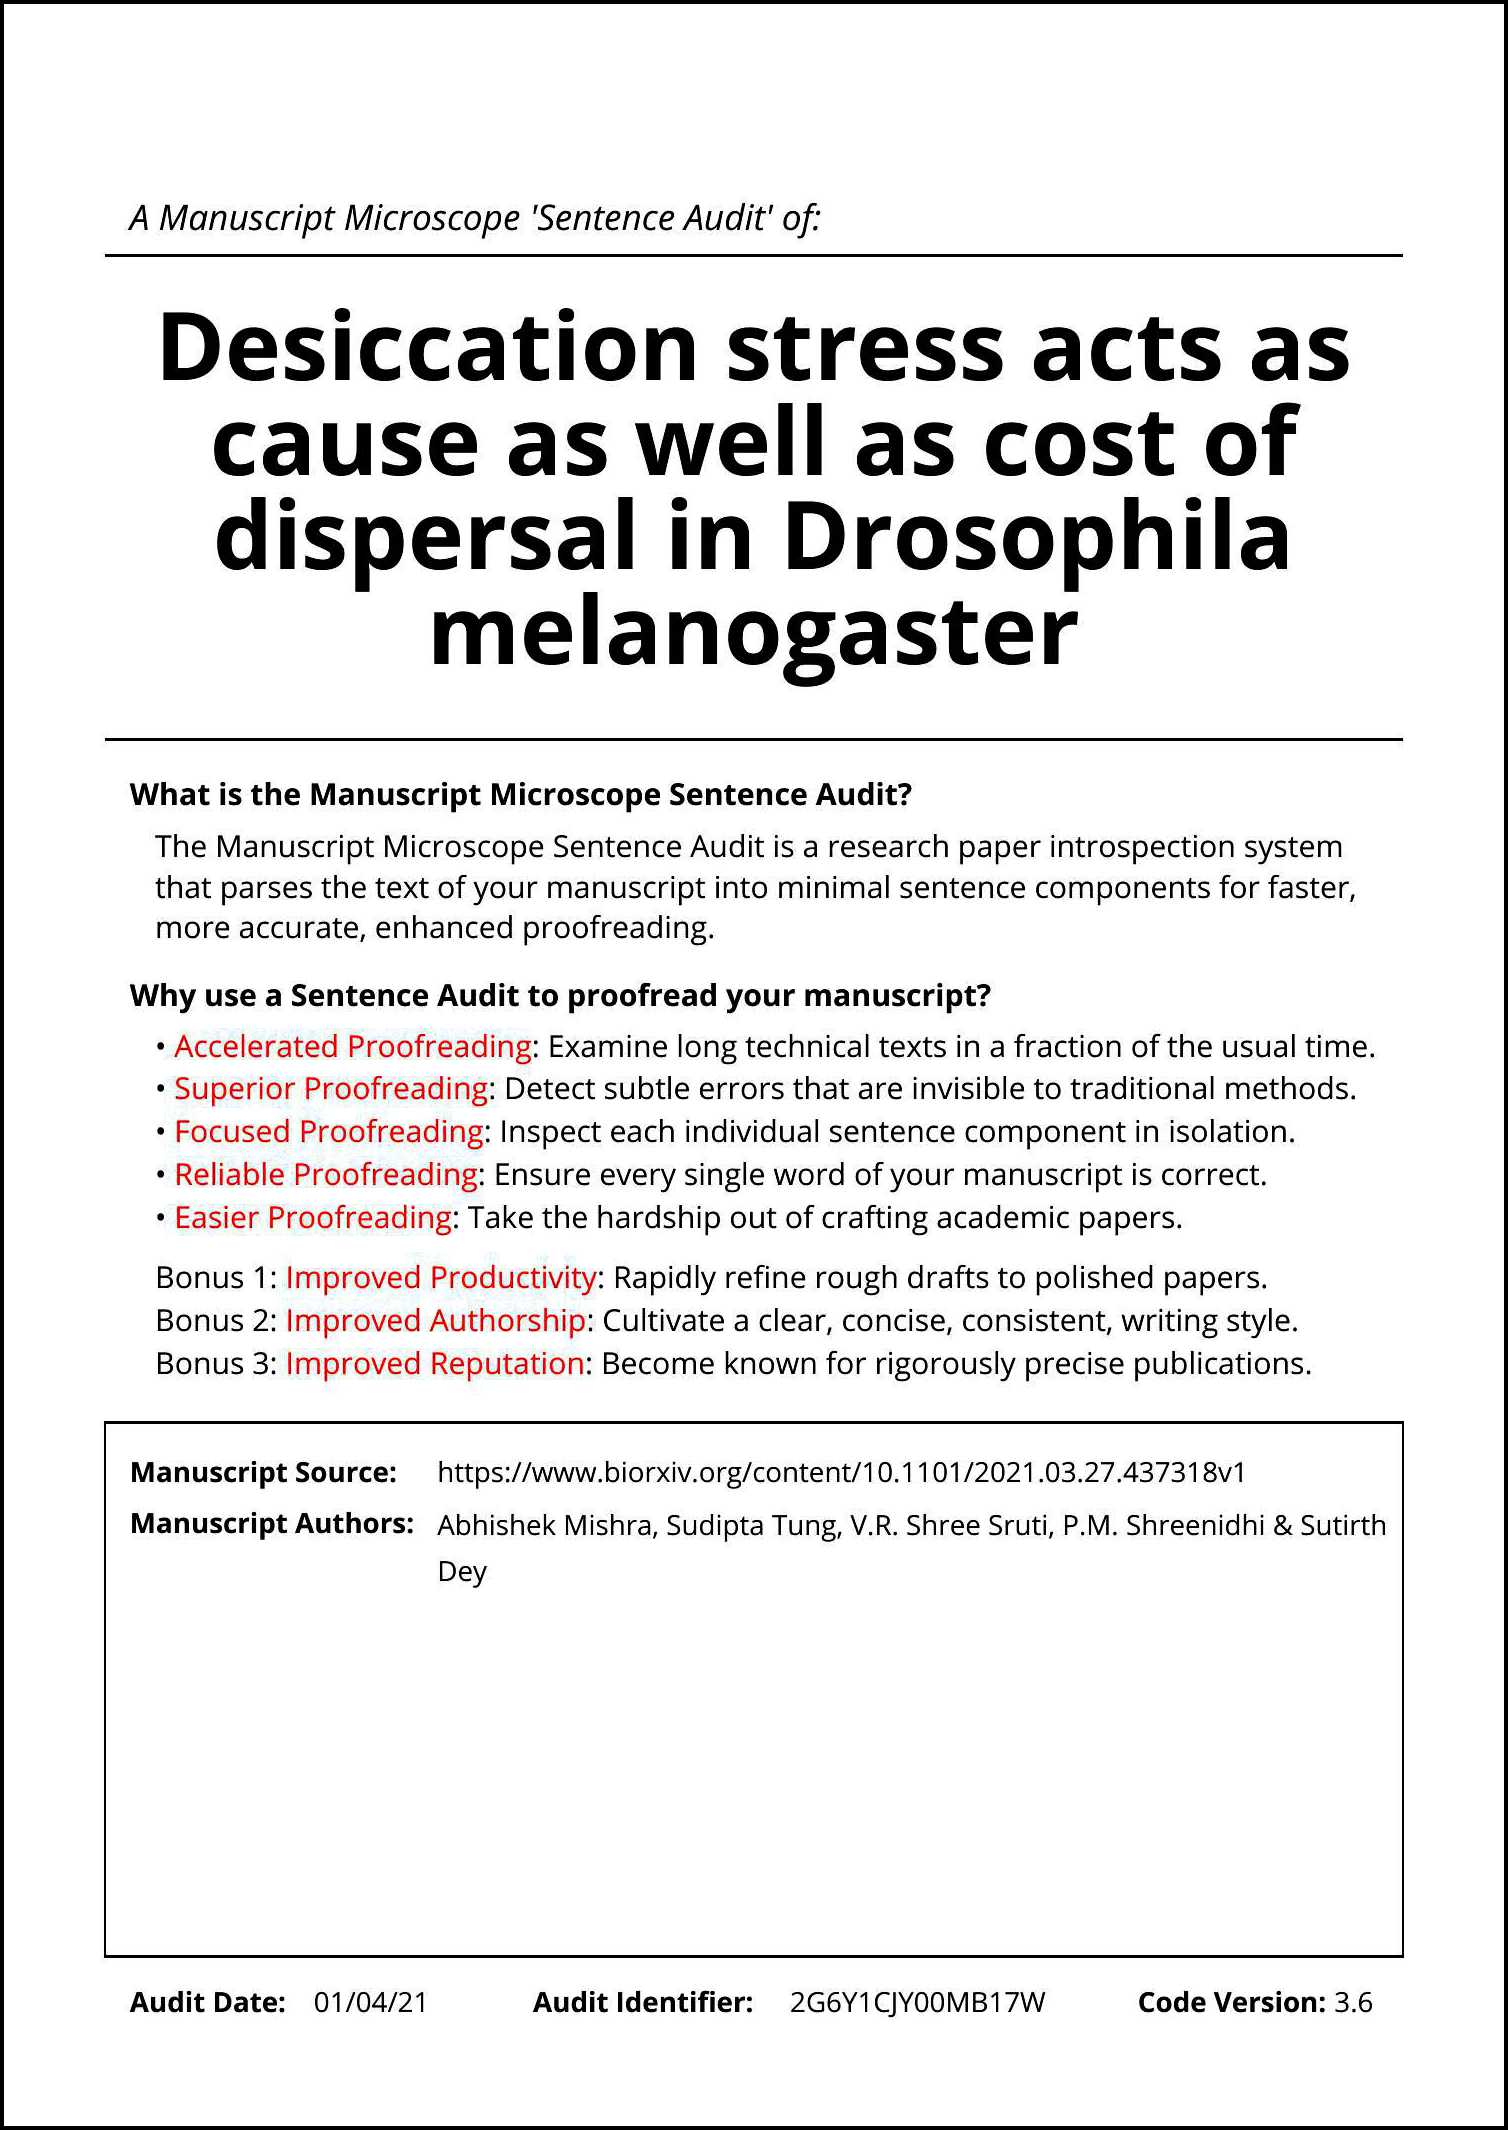 A Manuscript Microscope 'Sentence Audit' of:
Desiccation stress acts as
cause as well as cost of
dispersal in Drosophila
melanogaster
What is the Manuscript Microscope Sentence Audit?
The Manuscript Microscope Sentence Audit is a research paper introspection system
that parses the text of your manuscript into minimal sentence components for faster,
more accurate, enhanced proofreading.
Why use a Sentence Audit to proofread your manuscript?
• Accelerated Proofreading: Examine long technical texts in a fraction of the usual time.
• Superior Proofreading: Detect subtle errors that are invisible to traditional methods.
• Focused Proofreading: Inspect each individual sentence component in isolation.
• Reliable Proofreading: Ensure every single word of your manuscript is correct.
• Easier Proofreading: Take the hardship out of crafting academic papers.
Bonus 1: Improved Productivity: Rapidly refine rough drafts to polished papers.
Bonus 2: Improved Authorship: Cultivate a clear, concise, consistent, writing style.
Bonus 3: Improved Reputation: Become known for rigorously precise publications.
Manuscript Source: https://www.biorxiv.org/content/10.1101/2021.03.27.437318v1
Manuscript Authors: Abhishek Mishra, Sudipta Tung, V.R. Shree Sruti, P.M. Shreenidhi & Sutirth
Dey
Audit Date: 01/04/21 Audit Identifier: 2G6Y1CJY00MB17W Code Version: 3.6